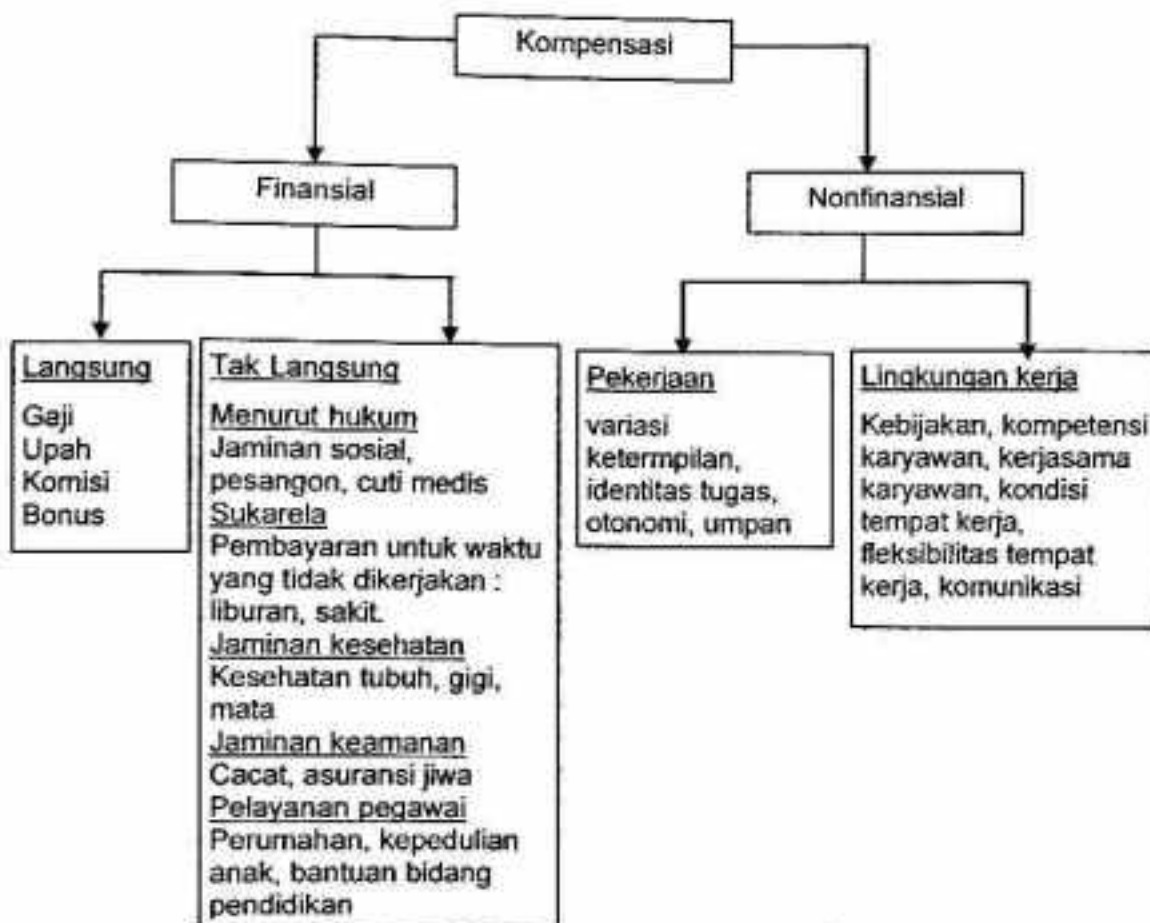 Kompensasi
Finansial
Nonfinansial
Langsung
Gaji
Upah
Komisi
Bonus
Tak Langsung
Menurut hukum
Jaminan sosial,
pesangon, cuti medis
Sukarela
Pembayaran untuk waktu
yang tidak dikerjakan :
liburan, sakit.
Jaminan kesehatan
Kesehatan tubuh, gigi,
mata
Jaminan keamanan
Cacat, asuransi jiwa
Pelayanan pegawai
Perumahan, kepedulian
anak, bantuan bidang
pendidikan
Pekerjaan
variasi
ketermpilan,
identitas tugas,
otonomi, umpan
Lingkungan kerja
Kebijakan, kompetensi
karyawan, kerjasama
karyawan, kondisi
tempat kerja,
fleksibilitas tempat
kerja, komunikasi